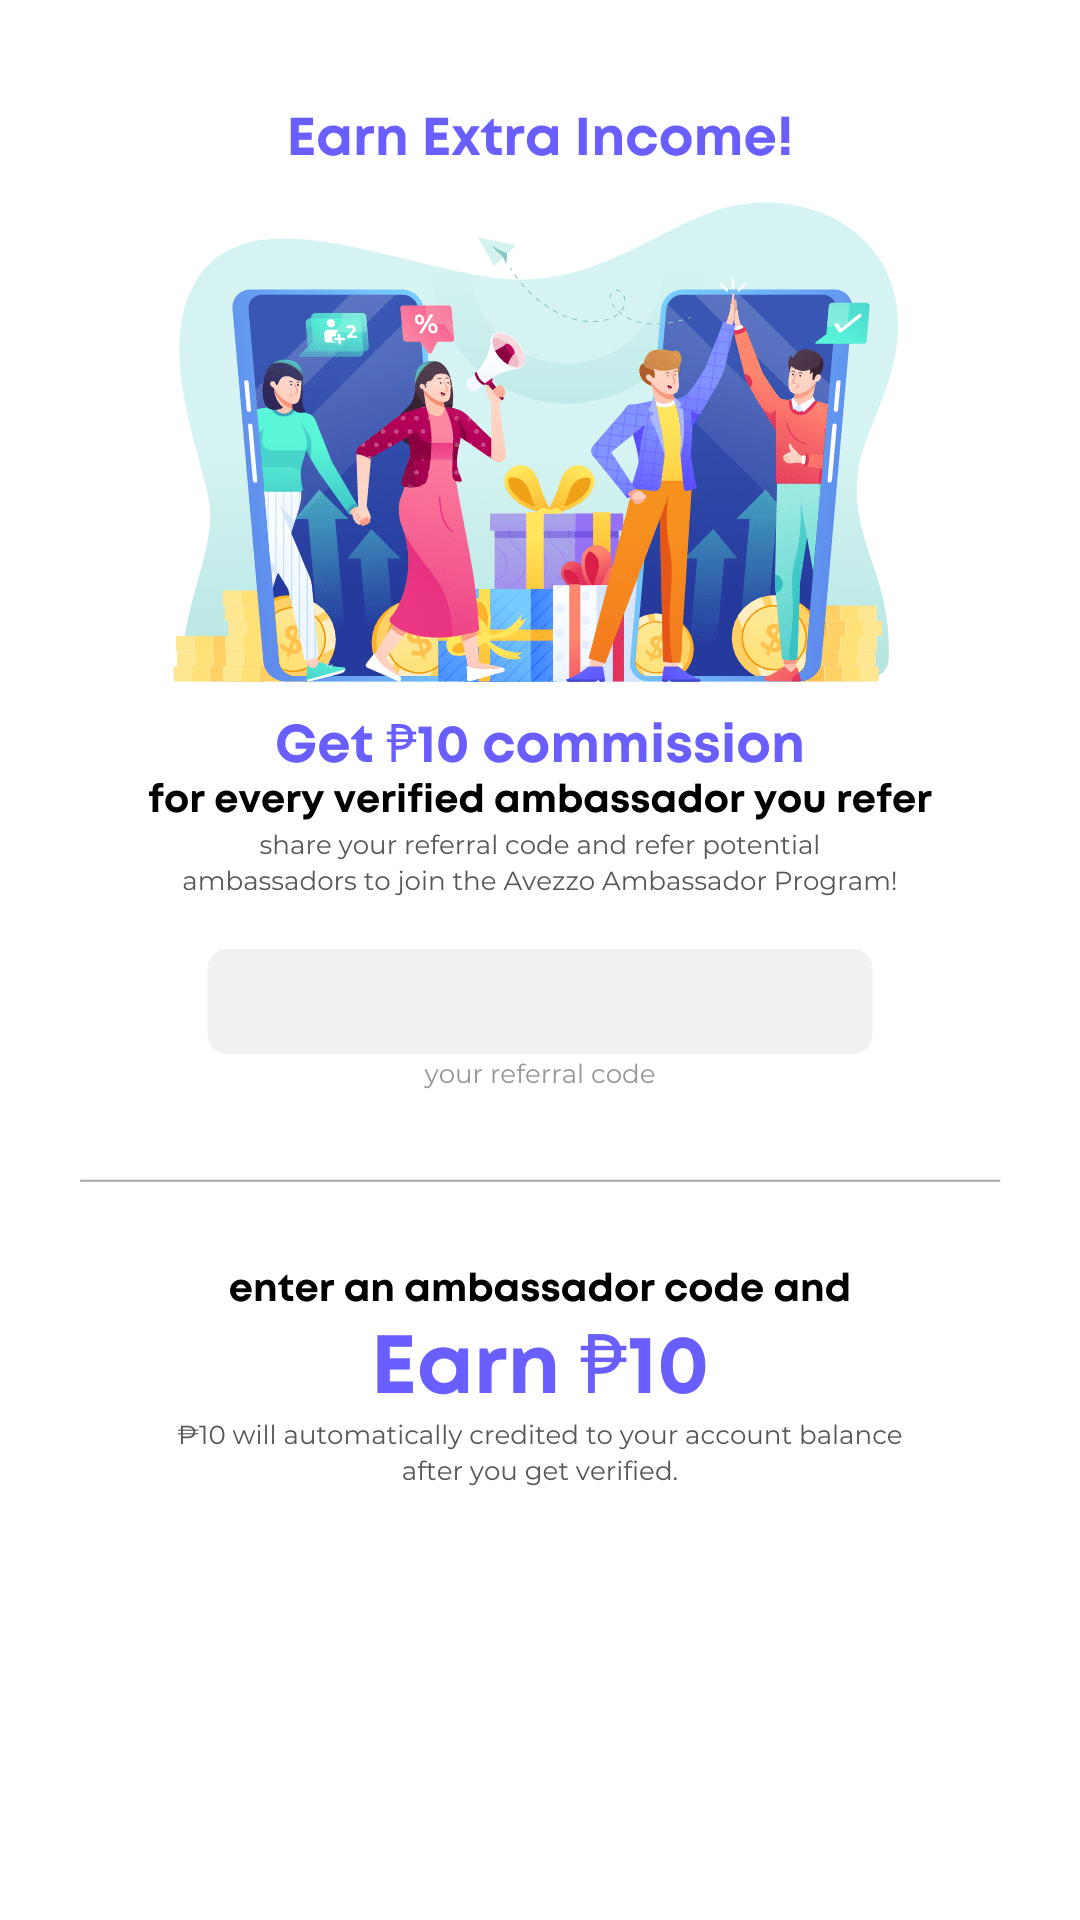 Earn Extra Income!
+2
%
$ $ $ $
Get ₱10 commission
for every verified ambassador you refer
share your referral code and refer potential
ambassadors to join the Avezzo Ambassador Program!
your referral code
enter an ambassador code and
Earn ₱10
₱10 will automatically credited to your account balance
after you get verified.